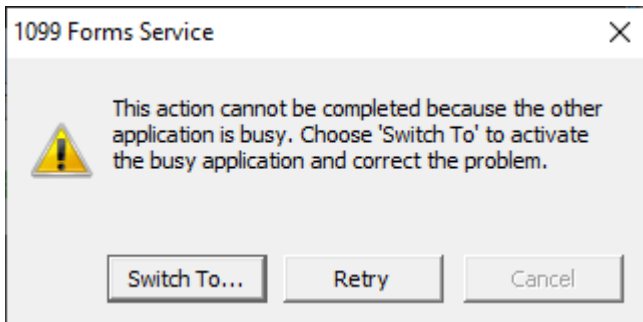 1099 Forms Service
This action cannot be completed because the other
application is busy. Choose 'Switch To' to activate
the busy application and correct the problem.
Switch To...
Retry
Cancel